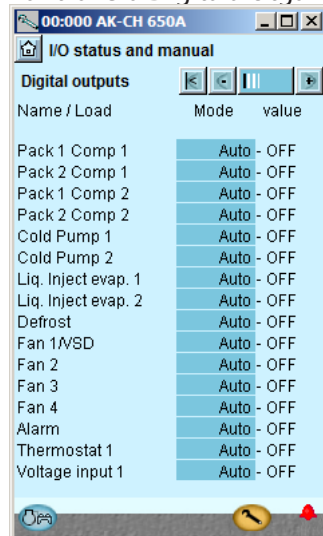 00:000 AK-CH 650A
I/O status and manual
Digital outputs
Name / Load Mode value
Pack 1 Comp 1 Auto - OFF
Pack 2 Comp 1 Auto - OFF
Pack 1 Comp 2 Auto - OFF
Pack 2 Comp 2 Auto - OFF
Cold Pump 1 Auto - OFF
Cold Pump 2 Auto - OFF
Liq. Inject evap. 1 Auto - OFF
Liq. Inject evap. 2 Auto - OFF
Defrost Auto - OFF
Fan 1/VSD Auto - OFF
Fan 2 Auto - OFF
Fan 3 Auto - OFF
Fan 4 Auto - OFF
Alarm Auto - OFF
Thermostat 1 Auto - OFF
Voltage input 1 Auto - OFF